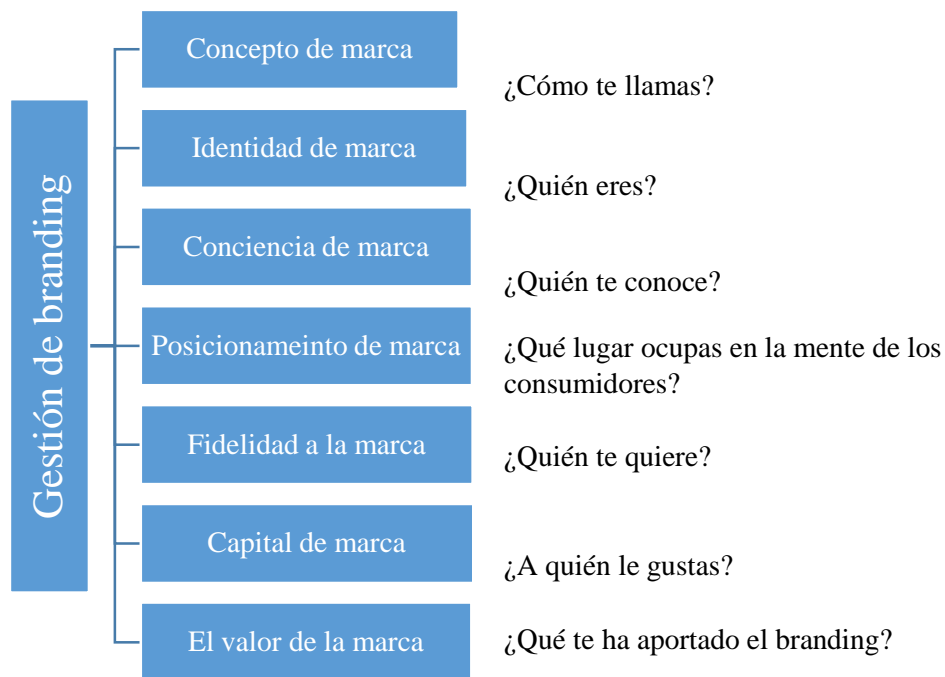 Gestión de branding
Concepto de marca
¿Cómo te llamas?
Identidad de marca
¿Quién eres?
Conciencia de marca
¿Quién te conoce?
Posicionameinto de marca
¿Qué lugar ocupas en la mente de los
consumidores?
Fidelidad a la marca
¿Quién te quiere?
Capital de marca
¿A quién le gustas?
El valor de la marca
¿Qué te ha aportado el branding?